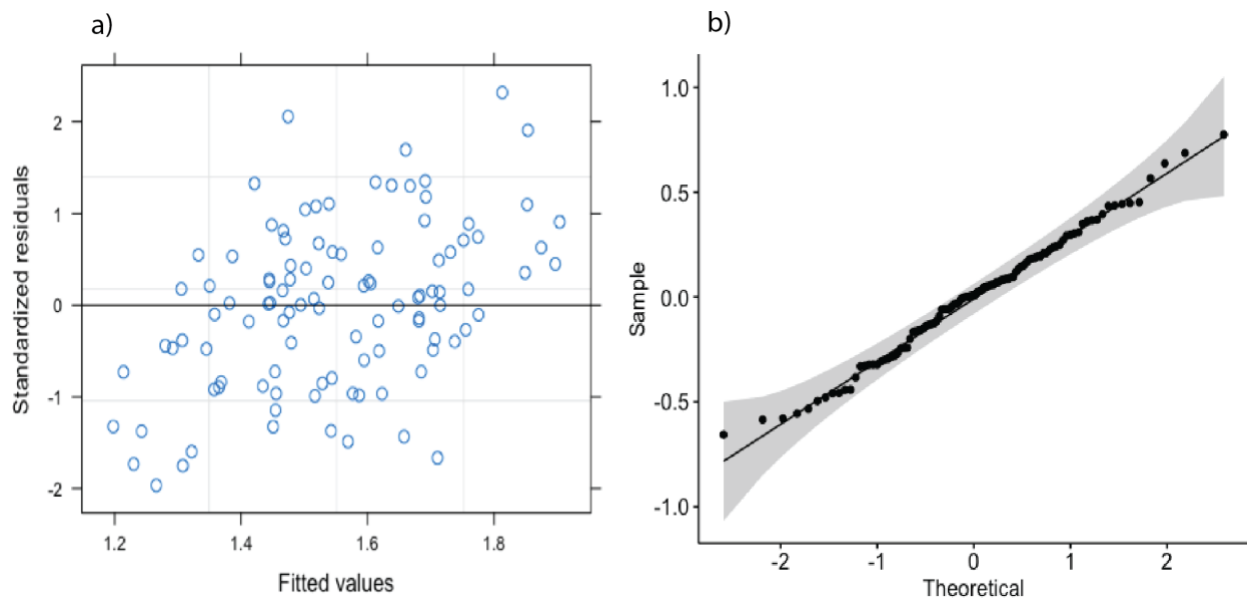 a)
2
1
0
-1
-2
Standardized residuals
1.2 1.4 1.6 1.8
Fitted values
b)
1.0
0.5
0.0
-0.5
-1.0
Sample
-2 -1 0 1 2
Theoretical